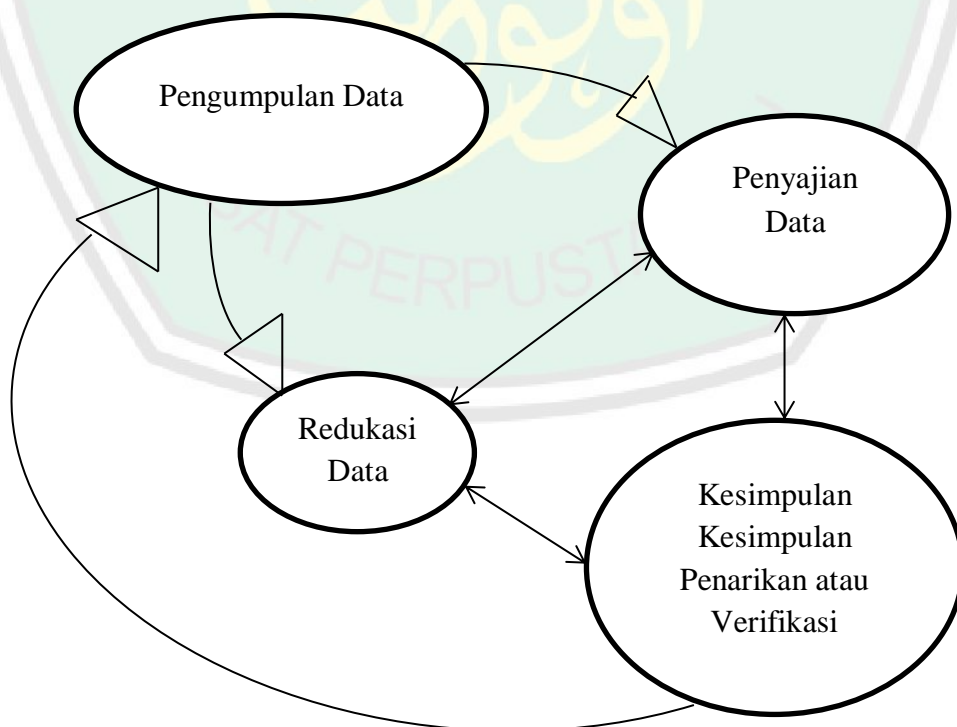 Pengumpulan Data
Penyajian
Data
Redukasi
Data
Kesimpulan
Kesimpulan
Penarikan atau
Verifikasi